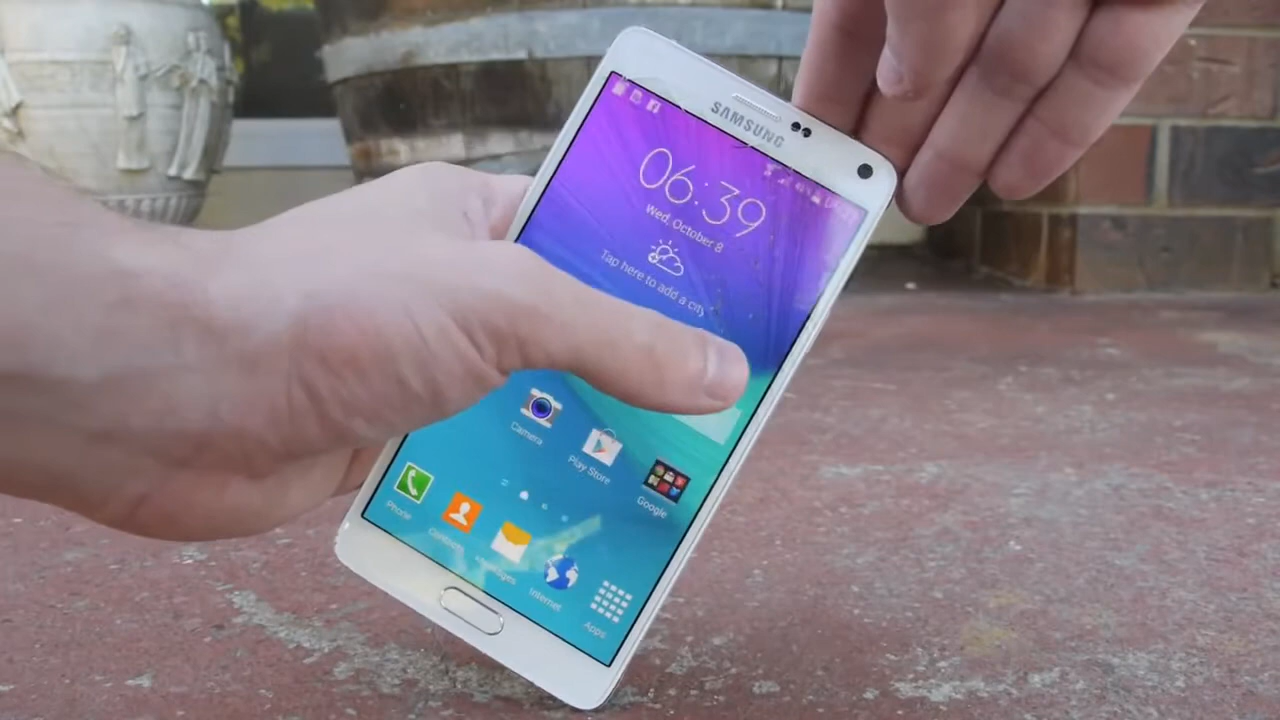 SAMSUNG
06:39
Wed, October 8
Tap here to add a city
Camera
Play Store
Google
Phone
Contacts
Messages
Internet
Apps